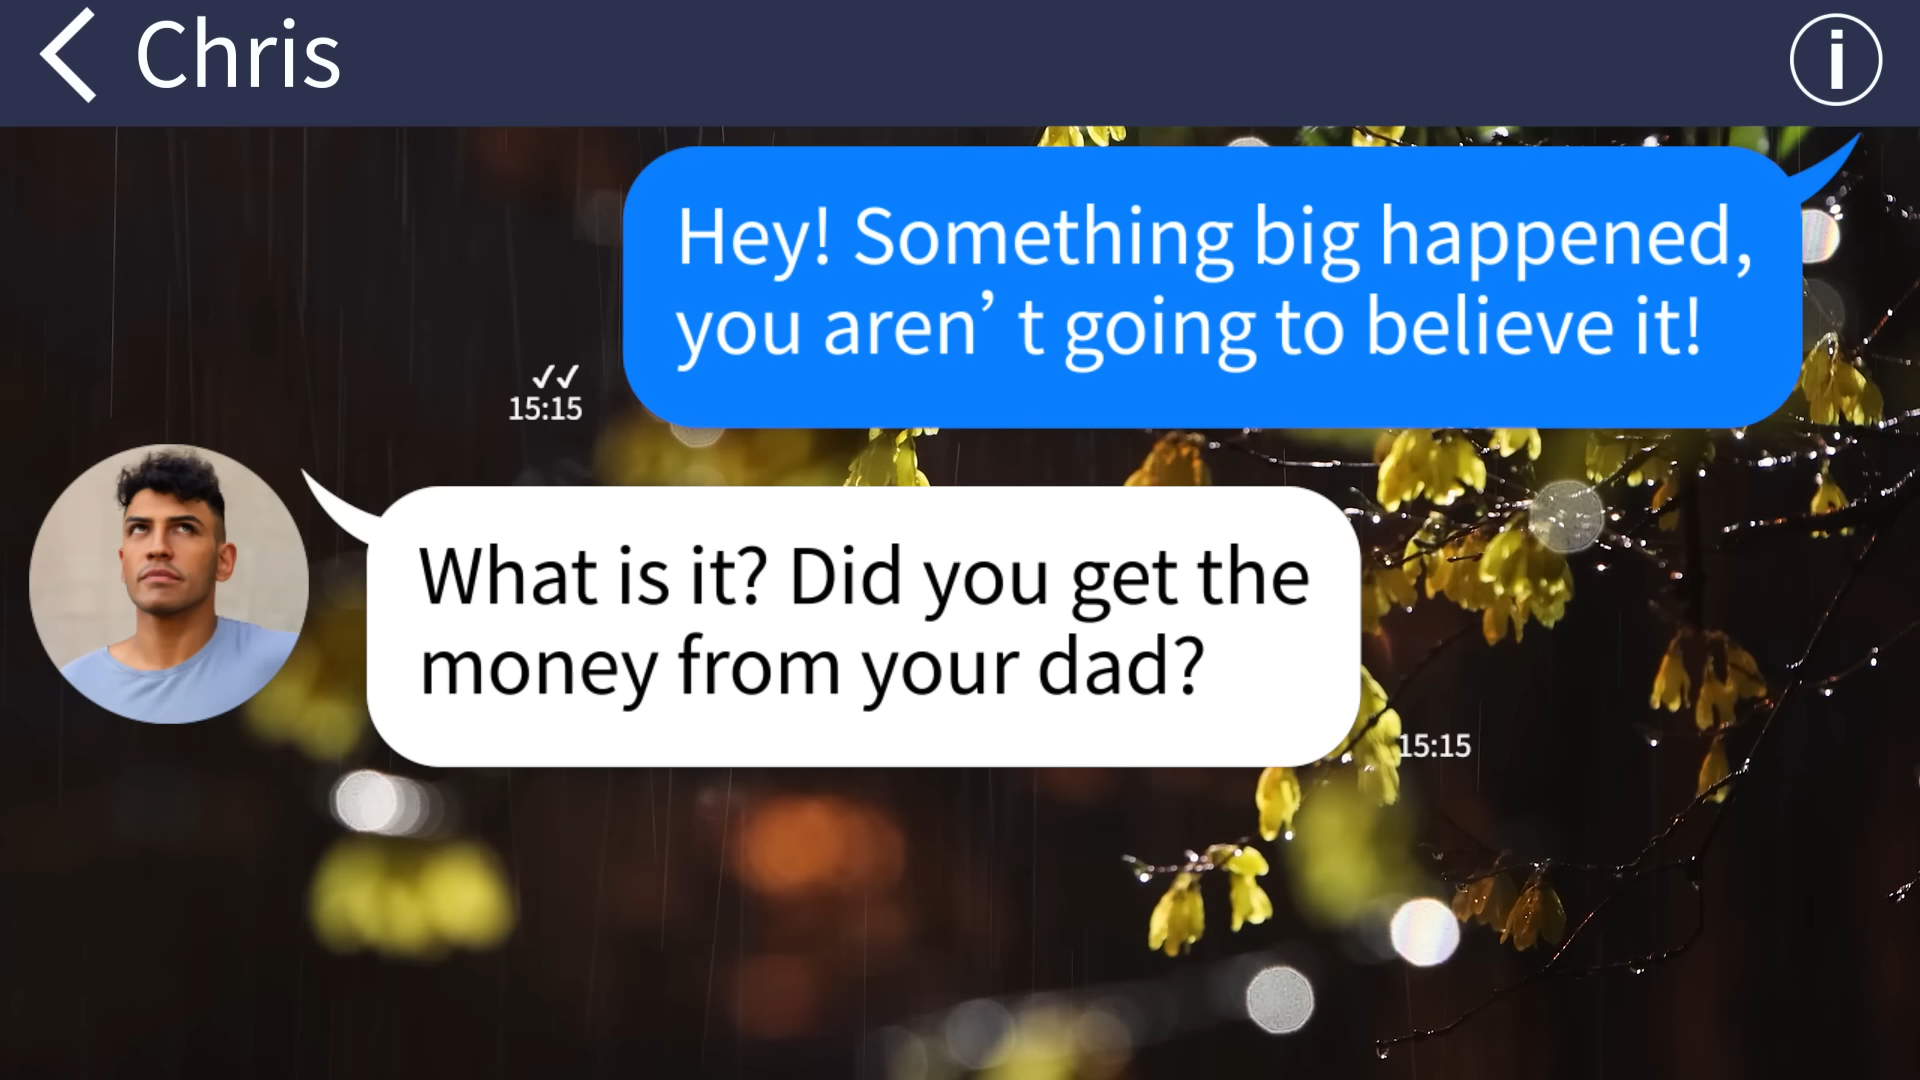 Chris
Hey! Something big happened,
you aren’t going to believe it!
15:15
What is it? Did you get the
money from your dad?
15:15